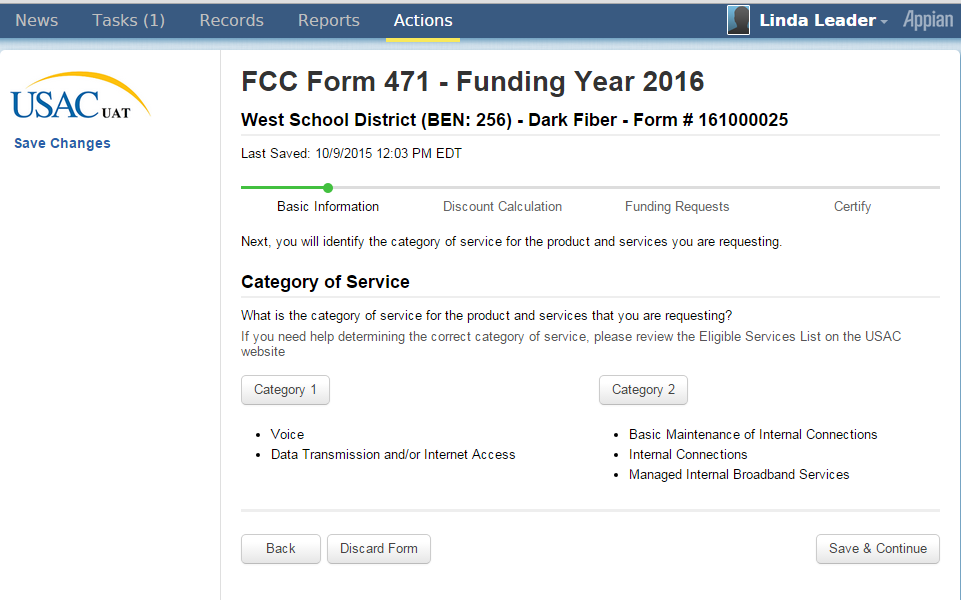 News Tasks (1) Records Reports Actions Linda Leader Appian
USAC UAT
Save Changes
FCC Form 471 - Funding Year 2016
West School District (BEN: 256) - Dark Fiber - Form # 161000025
Last Saved: 10/9/2015 12:03 PM EDT
Basic Information Discount Calculation Funding Requests Certify
Next, you will identify the category of service for the product and services you are requesting.
Category of Service
What is the category of service for the product and services that you are requesting?
If you need help determining the correct category of service, please review the Eligible Services List on the USAC
website
Category 1 Category 2
• Voice
• Data Transmission and/or Internet Access
• Basic Maintenance of Internal Connections
• Internal Connections
• Managed Internal Broadband Services
Back Discard Form Save & Continue